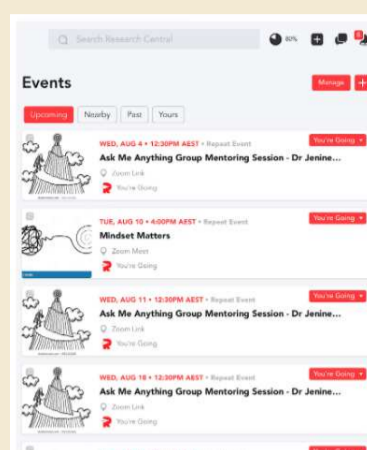 Search Research Central
80%
Events
Manage
Upcoming
Nearby
Past
Yours
WED, AUG 4 • 12:30PM AEST • Repeat Event
You're Going
Ask Me Anything Group Mentoring Session - Dr Jenine...
Zoom Link
You're Going
TUE, AUG 10 • 4:00PM AEST • Repeat Event
You're Going
Mindset Matters
Zoom Meet
You're Going
WED, AUG 11 • 12:30PM AEST • Repeat Event
You're Going
Ask Me Anything Group Mentoring Session - Dr Jenine...
Zoom Link
You're Going
WED, AUG 18 • 12:30PM AEST • Repeat Event
You're Going
Ask Me Anything Group Mentoring Session - Dr Jenine...
Zoom Link
You're Going